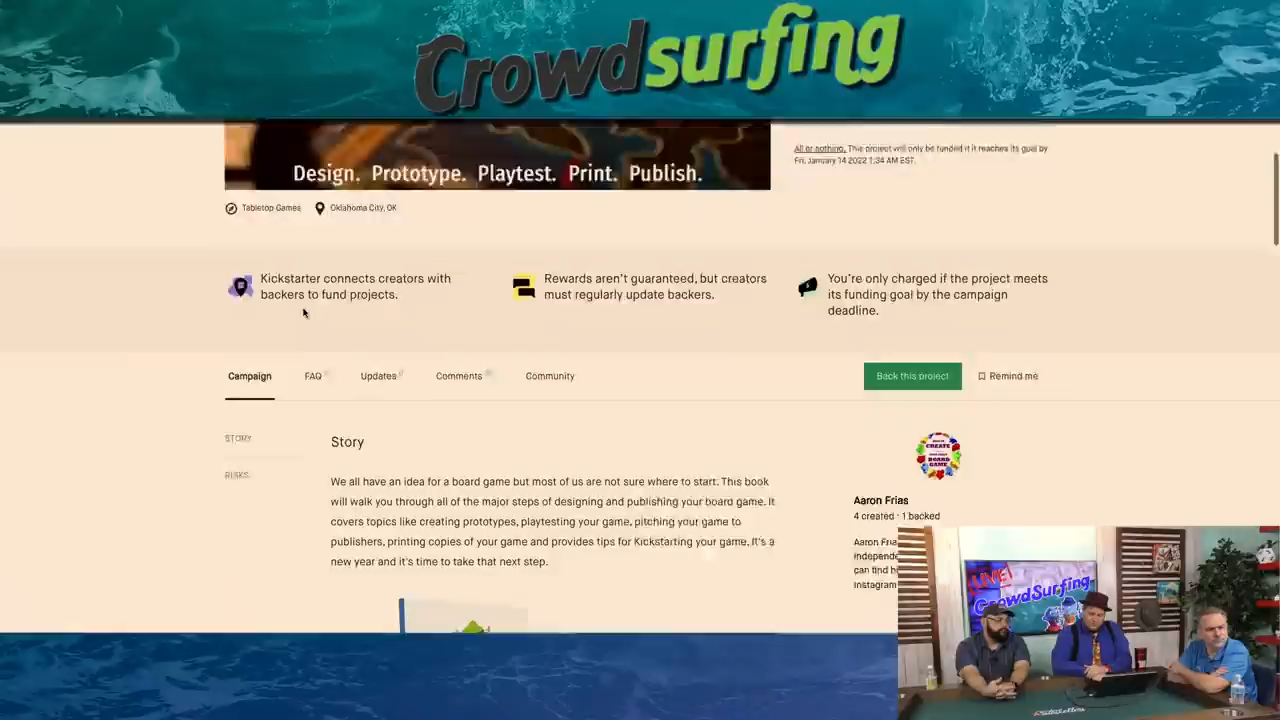 Crowdsurfing
Design. Prototype. Playtest. Print. Publish.
All or nothing. This project will only be funded if it reaches its goal by
Fri, January 14 2022 1:34 AM EST.
Tabletop Games
Oklahoma City, OK
Kickstarter connects creators with
backers to fund projects.
Rewards aren't guaranteed, but creators
must regularly update backers.
You're only charged if the project meets
its funding goal by the campaign
deadline.
Campaign
FAQ
Updates
Comments
Community
Back this project
Remind me
STORY
RISKS
Story
We all have an idea for a board game but most of us are not sure where to start. This book
will walk you through all of the major steps of designing and publishing your board game. It
covers topics like creating prototypes, playtesting your game, pitching your game to
publishers, printing copies of your game and provides tips for Kickstarting your game. It's a
new year and it's time to take that next step.
CREATE
BOARD
GAME
Aaron Frias
4 created · 1 backed
Aaron
can find
LIVE!
CrowdSurfing